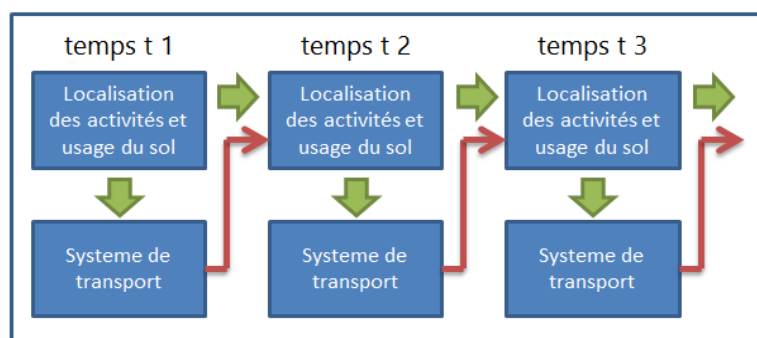 temps t 1
temps t 2
temps t 3
Localisation
des activités et
usage du sol
Localisation
des activités et
usage du sol
Localisation
des activités et
usage du sol
Systeme de
transport
Systeme de
transport
Systeme de
transport